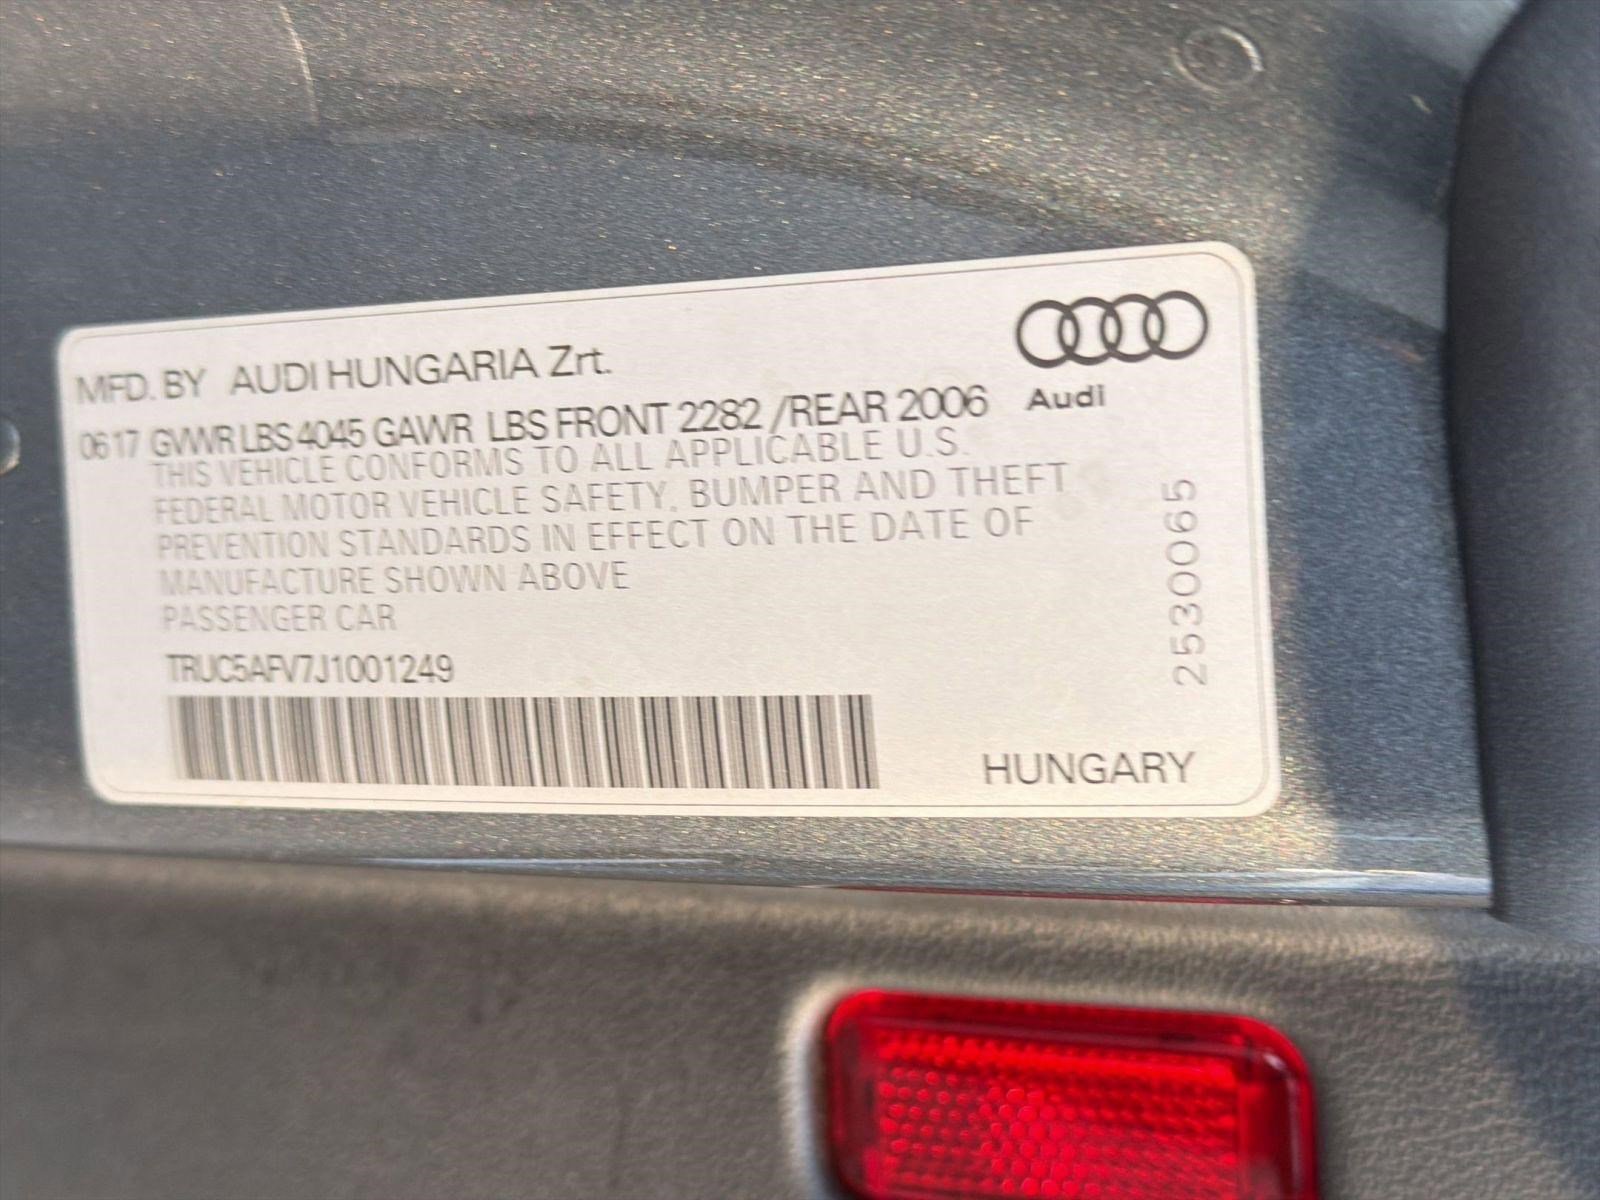 MFD. BY AUDI HUNGARIA Zrt.
Audi
0617 GVWR LBS 4045 GAWR LBS FRONT 2282 /REAR 2006
THIS VEHICLE CONFORMS TO ALL APPLICABLE U.S.
FEDERAL MOTOR VEHICLE SAFETY, BUMPER AND THEFT
PREVENTION STANDARDS IN EFFECT ON THE DATE OF
MANUFACTURE SHOWN ABOVE
PASSENGER CAR
TRUC5AFV7J1001249
2530065
HUNGARY